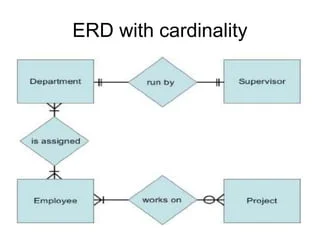 ERD with cardinality
Department
run by
Supervisor
is assigned
Employee
works on
Project